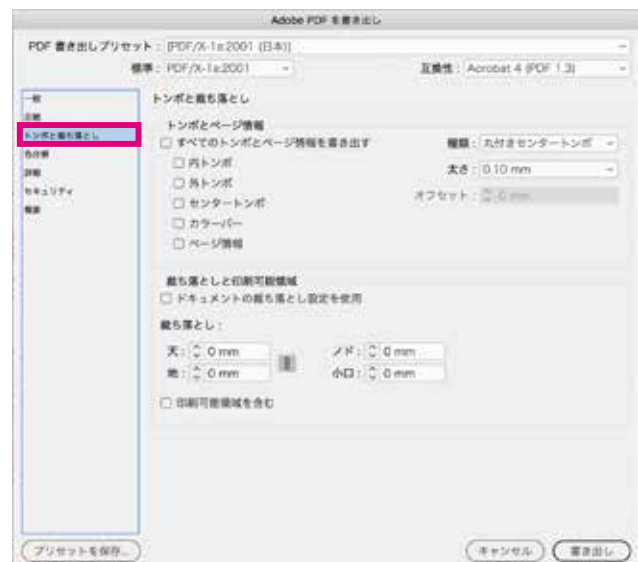 Adobe PDF を書き出し
PDF 書き出しプリセット : [PDF/X-1a:2001 (日本)]
標準 : PDF/X-1a:2001 互換性 : Acrobat 4 (PDF 1.3)
一般
圧縮
トンボと裁ち落とし
色分解
詳細
セキュリティ
概要
トンボと裁ち落とし
トンボとページ情報
すべてのトンボとページ情報を書き出す
内トンボ
外トンボ
センタートンボ
カラーバー
ページ情報
種類 : 丸付きセンタートンボ
太さ : 0.10 mm
オフセット : 0 mm
裁ち落としと印刷可能領域
ドキュメントの裁ち落とし設定を使用
裁ち落とし :
天 : 0 mm ノド : 0 mm
地 : 0 mm 小口 : 0 mm
印刷可能領域を含む
プリセットを保存... キャンセル 書き出し